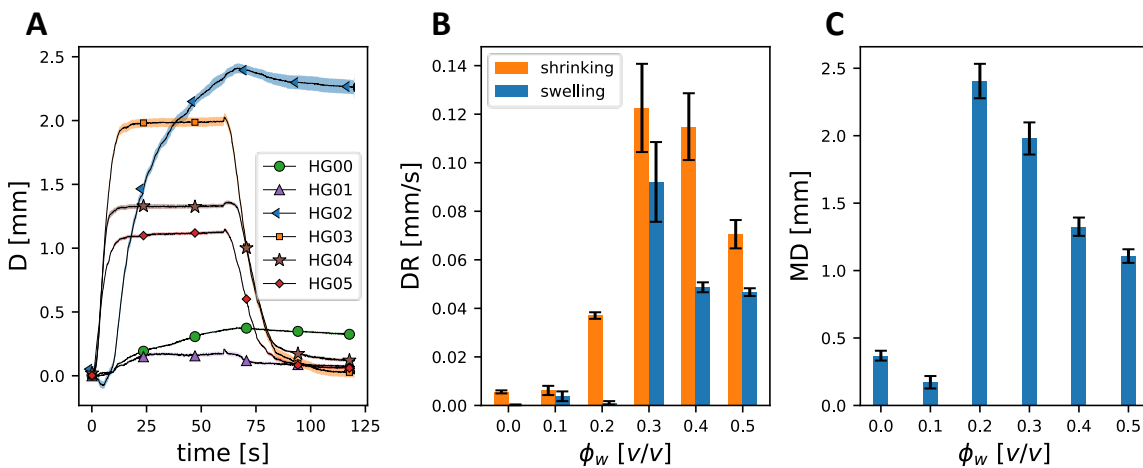 A
D [mm]
2.5
2.0
1.5
1.0
0.5
0.0
HG00
HG01
HG02
HG03
HG04
HG05
0
25
50
75
100
125
time [s]
B
DR [mm/s]
0.14
0.12
0.10
0.08
0.06
0.04
0.02
0.00
shrinking
swelling
0.0
0.1
0.2
0.3
0.4
0.5
ϕw [v/v]
C
MD [mm]
2.5
2.0
1.5
1.0
0.5
0.0
0.0
0.1
0.2
0.3
0.4
0.5
ϕw [v/v]